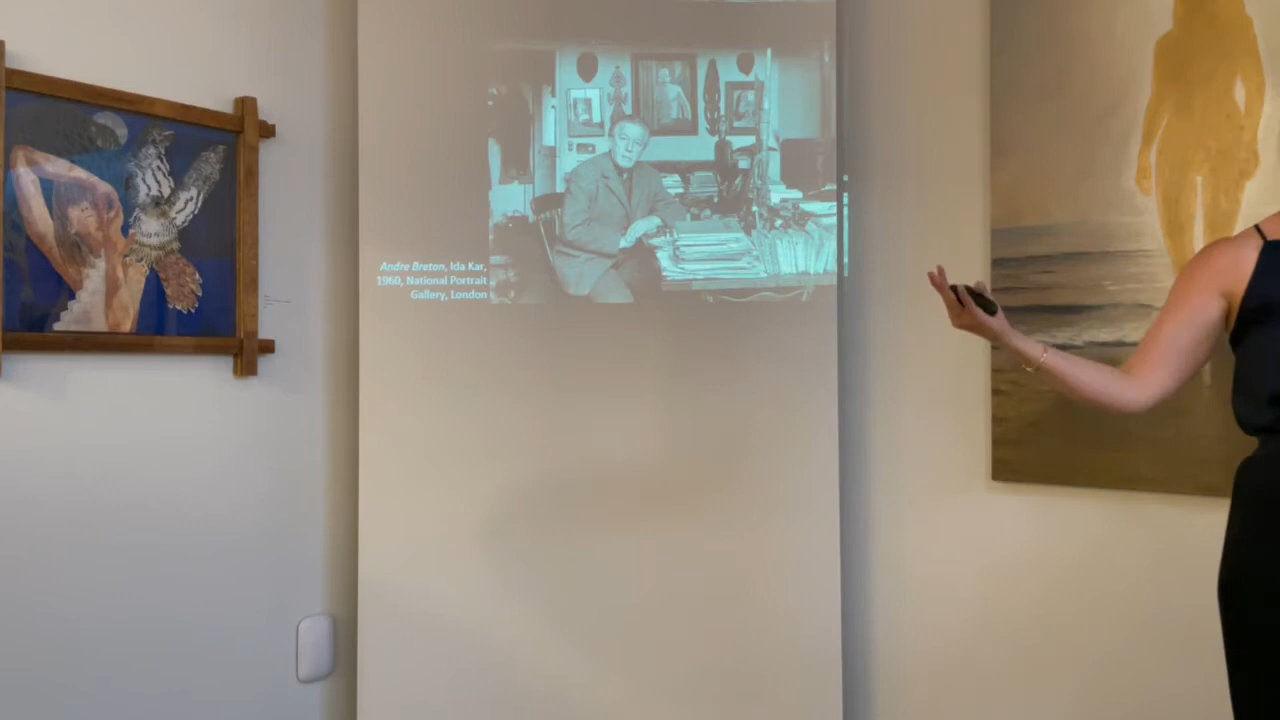 Andre Breton, Ida Kar,
1960, National Portrait
Gallery, London